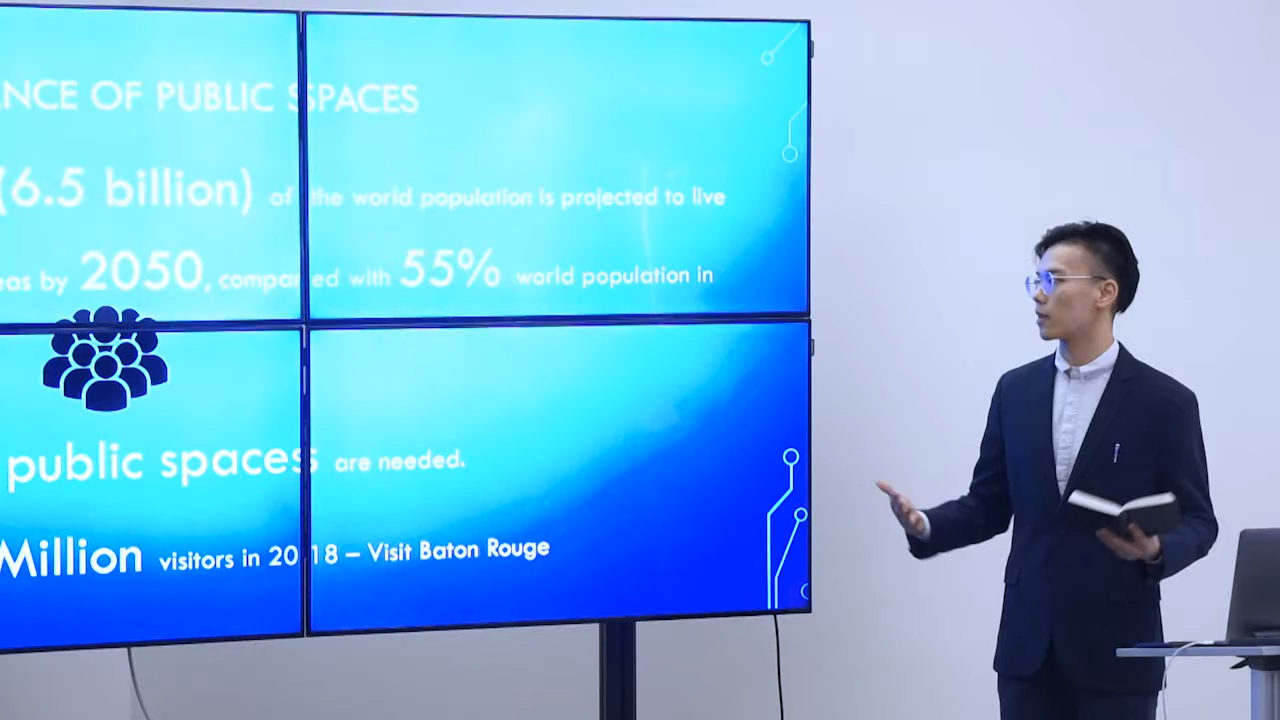 NCE OF PUBLIC SPACES
(6.5 billion) of the world population is projected to live
eas by 2050, compared with 55% world population in
public spaces are needed.
Million visitors in 2018 – Visit Baton Rouge